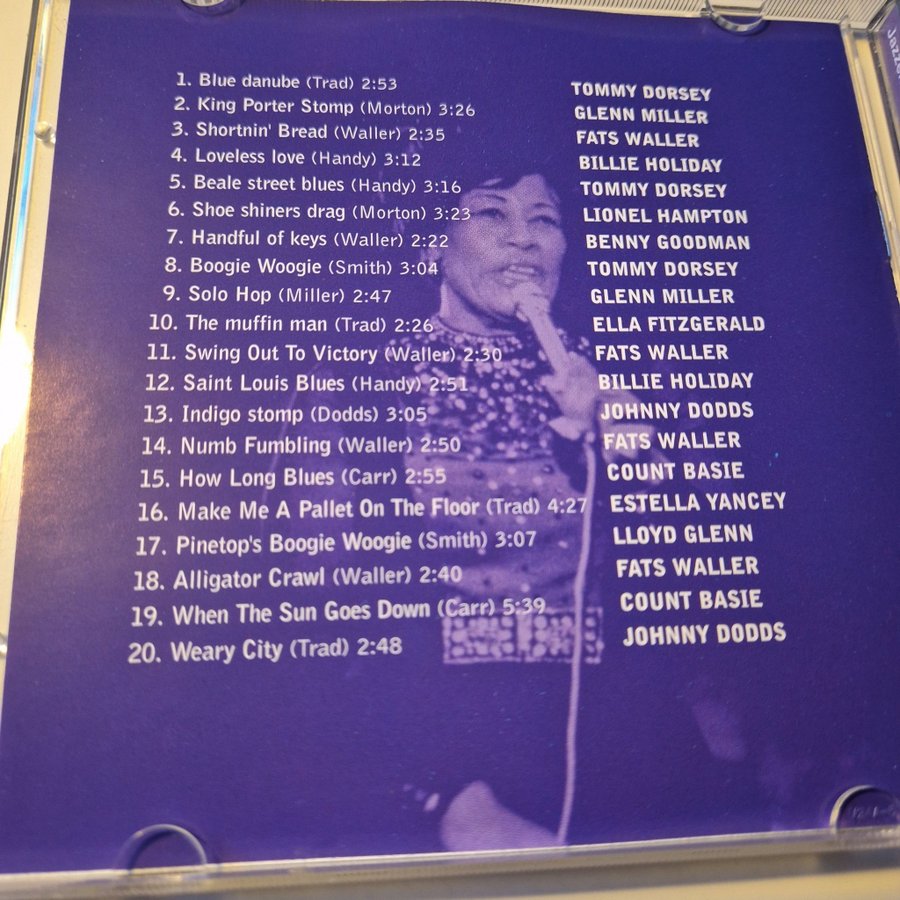 1. Blue danube (Trad) 2:53 TOMMY DORSEY
2. King Porter Stomp (Morton) 3:26 GLENN MILLER
3. Shortnin' Bread (Waller) 2:35 FATS WALLER
4. Loveless love (Handy) 3:12 BILLIE HOLIDAY
5. Beale street blues (Handy) 3:16 TOMMY DORSEY
6. Shoe shiners drag (Morton) 3:23 LIONEL HAMPTON
7. Handful of keys (Waller) 2:22 BENNY GOODMAN
8. Boogie Woogie (Smith) 3:04 TOMMY DORSEY
9. Solo Hop (Miller) 2:47 GLENN MILLER
10. The muffin man (Trad) 2:26 ELLA FITZGERALD
11. Swing Out To Victory (Waller) 2:30 FATS WALLER
12. Saint Louis Blues (Handy) 2:51 BILLIE HOLIDAY
13. Indigo stomp (Dodds) 3:05 JOHNNY DODDS
14. Numb Fumbling (Waller) 2:50 FATS WALLER
15. How Long Blues (Carr) 2:55 COUNT BASIE
16. Make Me A Pallet On The Floor (Trad) 4:27 ESTELLA YANCEY
17. Pinetop's Boogie Woogie (Smith) 3:07 LLOYD GLENN
18. Alligator Crawl (Waller) 2:40 FATS WALLER
19. When The Sun Goes Down (Carr) 5:39 COUNT BASIE
20. Weary City (Trad) 2:48 JOHNNY DODDS